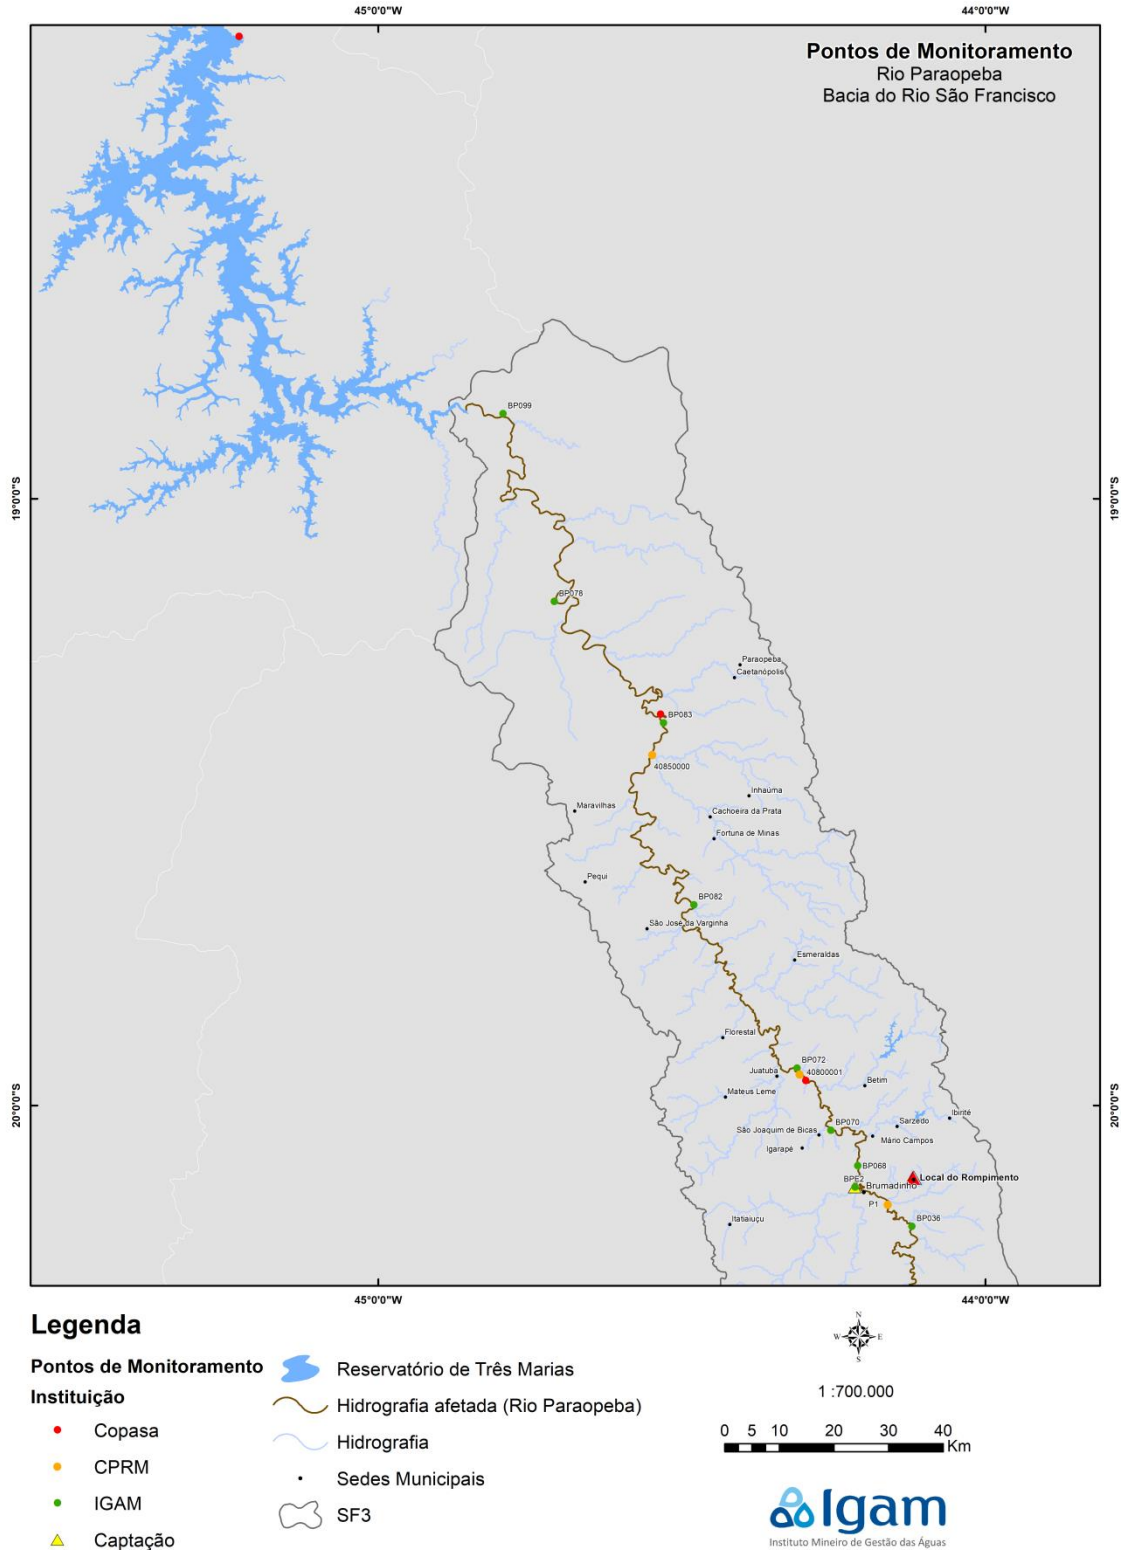 45°0'0"W
44°0'0"W
Pontos de Monitoramento
Rio Paraopeba
Bacia do Rio São Francisco
BP099
19°0'0"S
19°0'0"S
BP078
Paraopeba
Caetanópolis
BP083
40850000
Inhaúma
Maravilhas
Cachoeira da Prata
Fortuna de Minas
Pequi
BP082
São José da Varginha
Esmeraldas
Florestal
BP072
Juatuba
40800001
Betim
Mateus Leme
20°0'0"S
20°0'0"S
Ibirité
BP070
Sarzedo
São Joaquim de Bicas
Mário Campos
Igarapé
BP068
Local do Rompimento
BPE2
Brumadinho
P1
BP036
Itatiaiuçu
45°0'0"W
44°0'0"W
Legenda
Pontos de Monitoramento
Instituição
Copasa
CPRM
IGAM
Captação
Reservatório de Três Marias
Hidrografia afetada (Rio Paraopeba)
Hidrografia
Sedes Municipais
SF3
N
W
E
S
1 :700.000
0 5 10 20 30 40
Km
Igam
Instituto Mineiro de Gestão das Águas